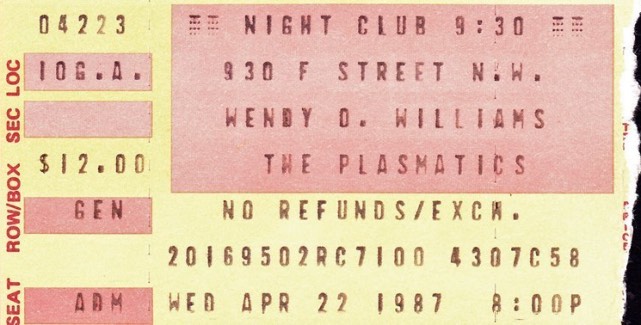 04223
≡≡ NIGHT CLUB 9:30 ≡≡
SEC LOC
10G.A.
930 F STREET N.W.
WENDY O. WILLIAMS
$12.00
THE PLASMATICS
ROW/BOX
GEN
NO REFUNDS/EXCH.
20169502RC7100 4307C58
SEAT
ADM
WED APR 22 1987 8:00P